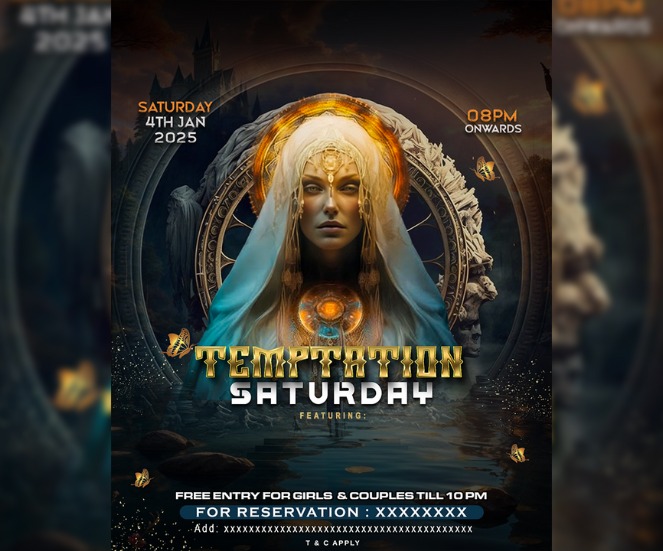 SATURDAY
4TH JAN
2025
08PM
ONWARDS
TEMPTATION
SATURDAY
FEATURING:
FREE ENTRY FOR GIRLS & COUPLES TILL 10 PM
FOR RESERVATION : XXXXXXXX
Add: xxxxxxxxxxxxxxxxxxxxxxxxxxxxxxxxxxxxxxxx
T & C APPLY